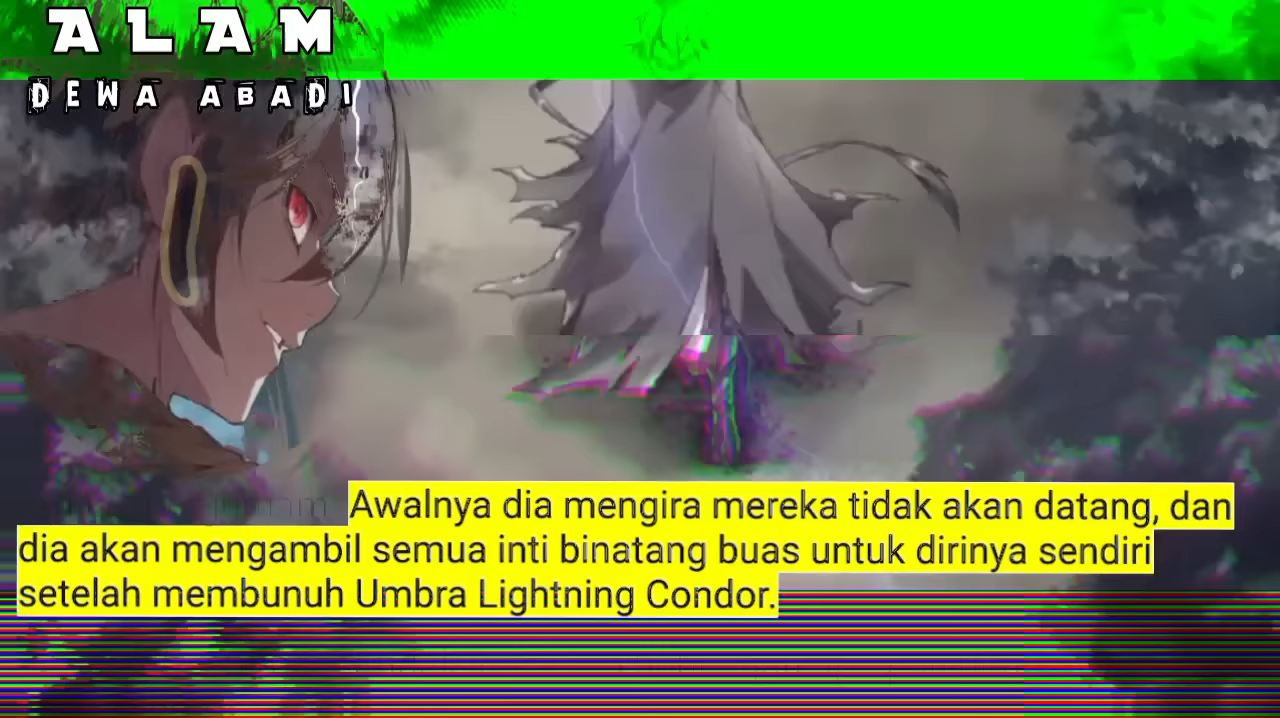 ALAM
DEWA ABADI
Awalnya dia mengira mereka tidak akan datang, dan
dia akan mengambil semua inti binatang buas untuk dirinya sendiri
setelah membunuh Umbra Lightning Condor.